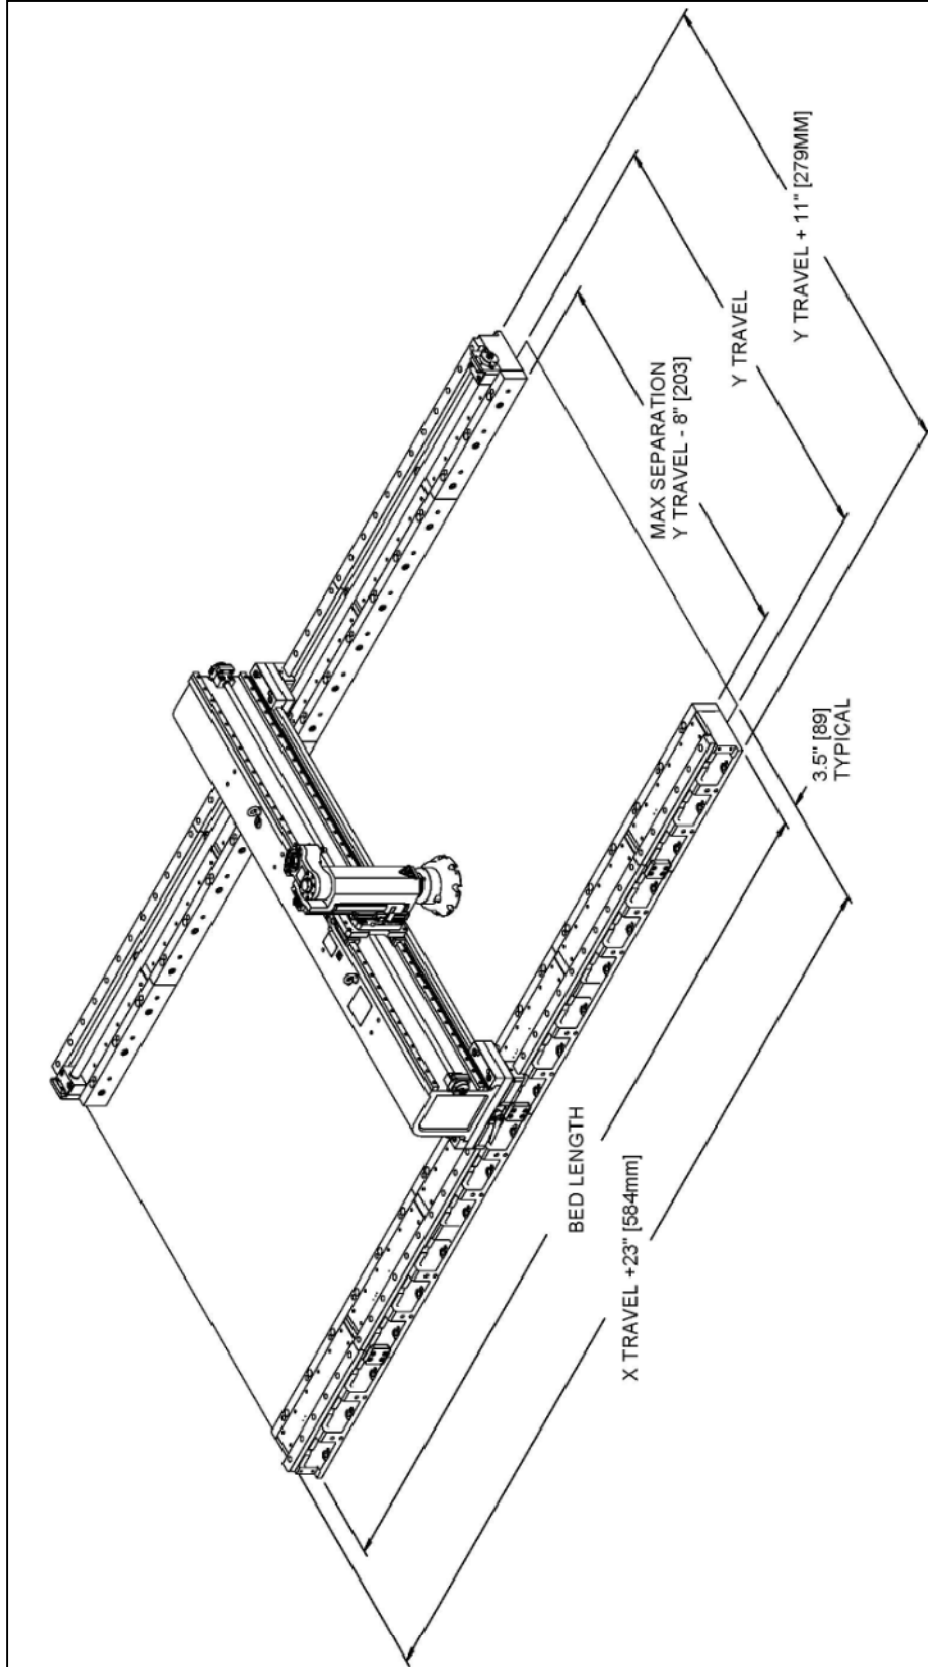 Y TRAVEL + 11" [279MM]
Y TRAVEL
MAX SEPARATION
Y TRAVEL - 8" [203]
3.5" [89]
TYPICAL
BED LENGTH
X TRAVEL +23" [584mm]